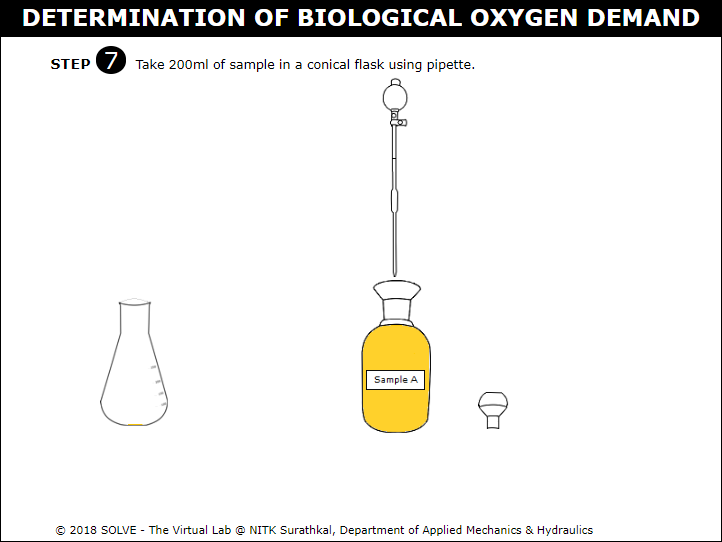 DETERMINATION OF BIOLOGICAL OXYGEN DEMAND
STEP 7 Take 200ml of sample in a conical flask using pipette.
Sample A
© 2018 SOLVE - The Virtual Lab @ NITK Surathkal, Department of Applied Mechanics & Hydraulics